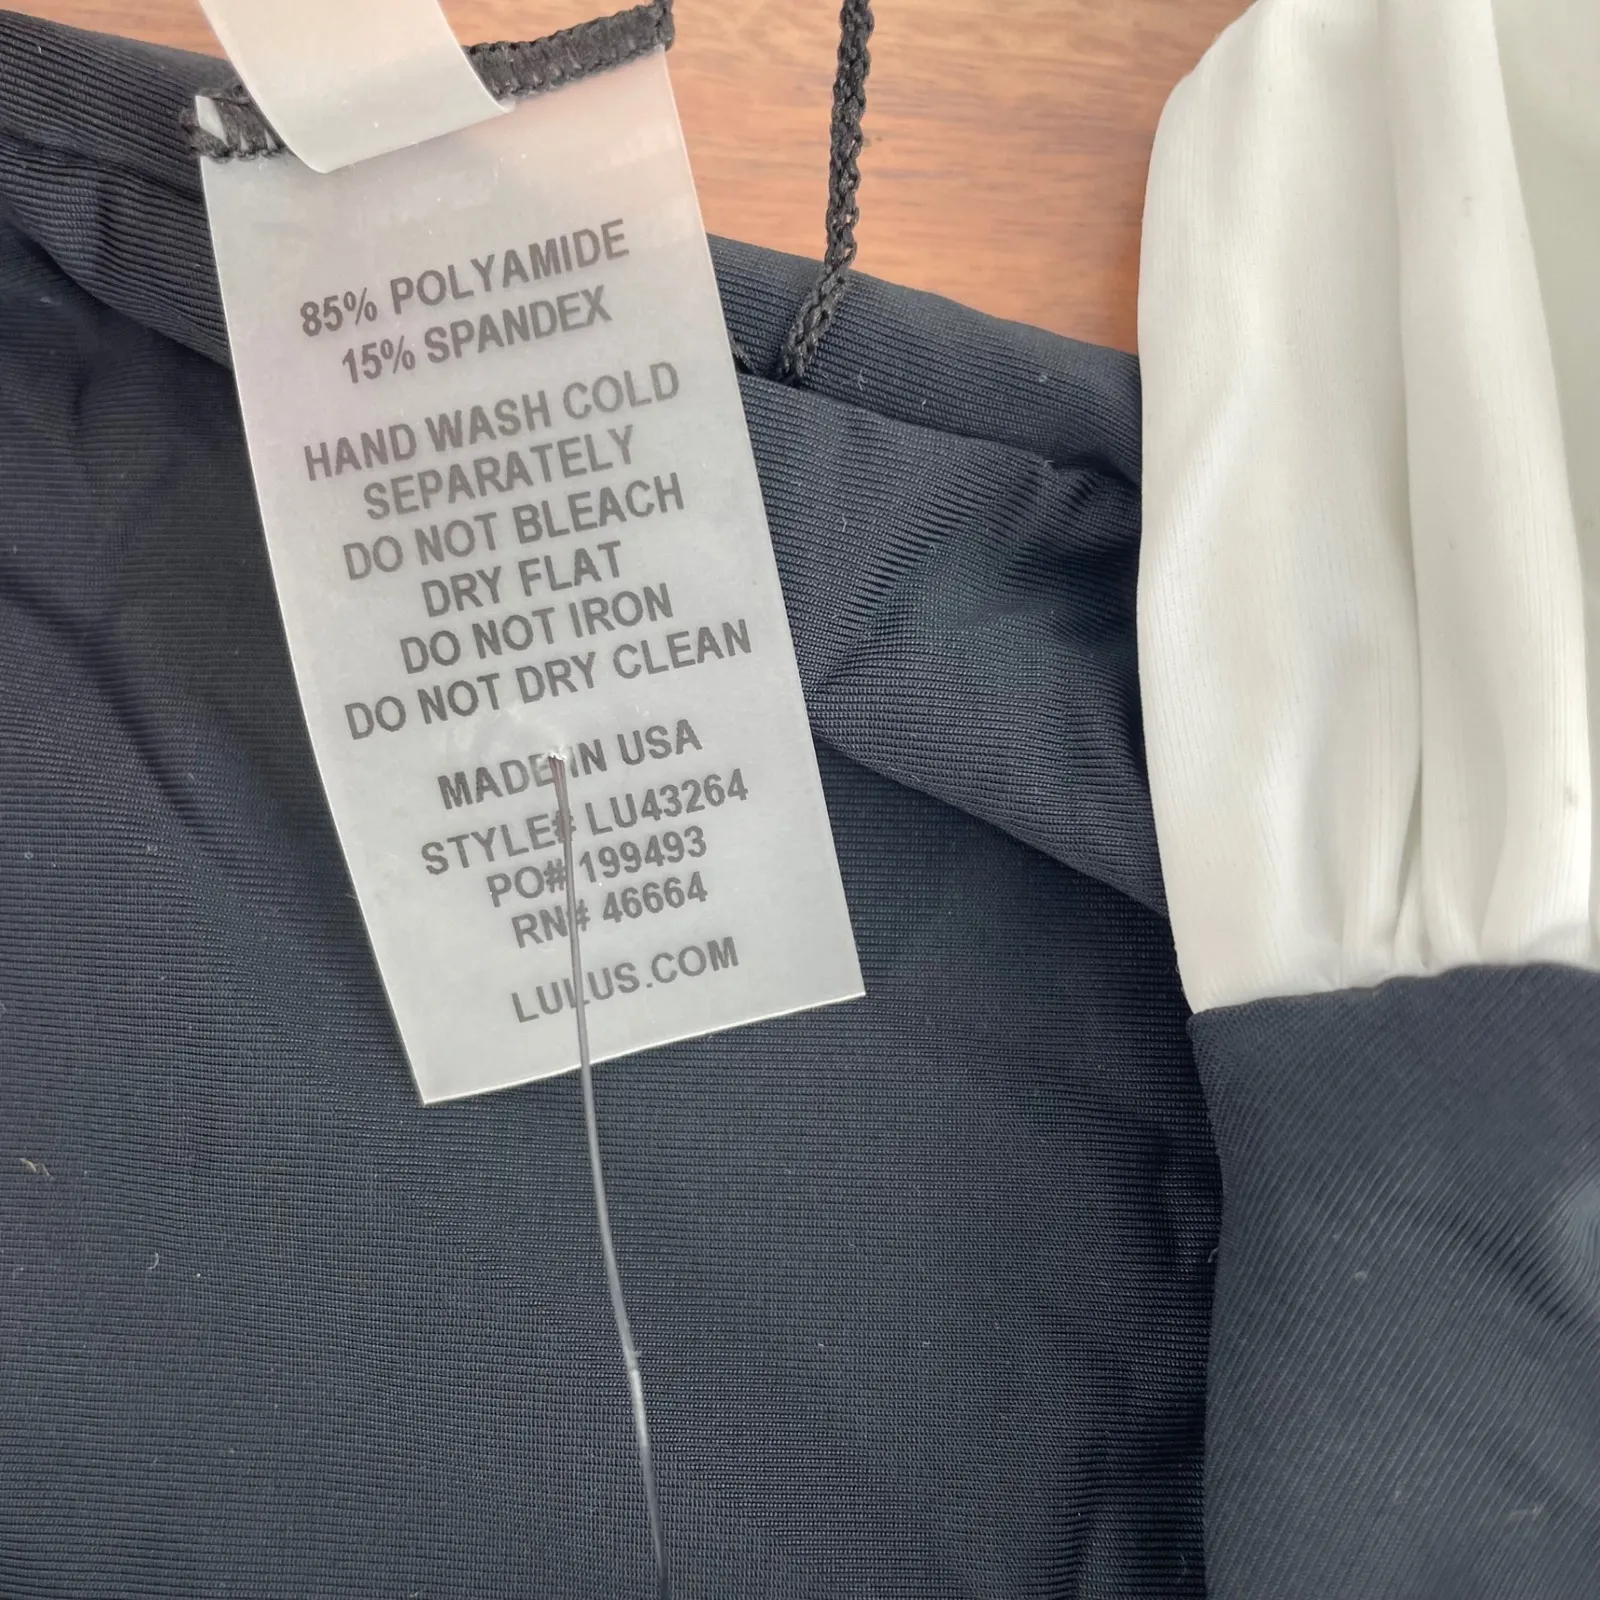 85% POLYAMIDE
15% SPANDEX
HAND WASH COLD
SEPARATELY
DO NOT BLEACH
DRY FLAT
DO NOT IRON
DO NOT DRY CLEAN
MADE IN USA
STYLE# LU43264
PO# 199493
RN# 46664
LULUS.COM